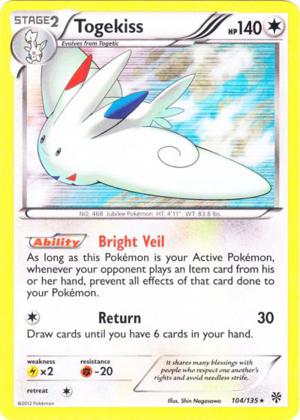 STAGE2
Togekiss
HP140
Evolves from Togetic
NO. 468 Jubilee Pokémon HT: 4'11" WT: 83.8 lbs.
Ability Bright Veil
As long as this Pokémon is your Active Pokémon,
whenever your opponent plays an Item card from his
or her hand, prevent all effects of that card done to
your Pokémon.
Return 30
Draw cards until you have 6 cards in your hand.
weakness resistance
×2 -20
retreat
It shares many blessings with
people who respect one another's
rights and avoid needless strife.
©2012 Pokémon
Illus. Shin Nagasawa
104/135★